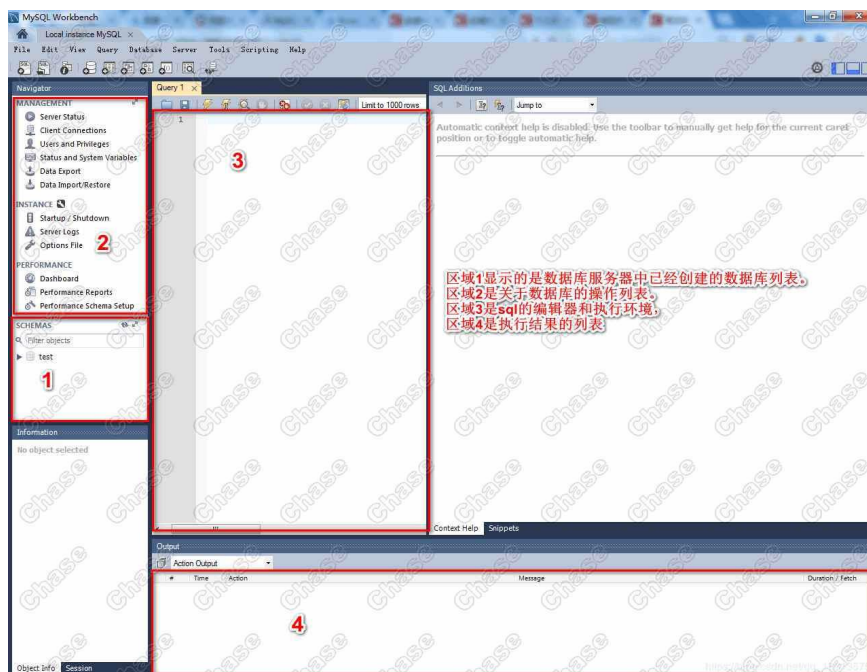 MySQL Workbench
Local instance MySQL ×
File Edit View Query Database Server Tools Scripting Help
Navigator
MANAGEMENT
Server Status
Client Connections
Users and Privileges
Status and System Variables
Data Export
Data Import/Restore
INSTANCE
Startup / Shutdown
Server Logs
Options File
2
PERFORMANCE
Dashboard
Performance Reports
Performance Schema Setup
SCHEMAS
Filter objects
test
1
Information
No object selected
Object Info Session
Query 1 ×
Limit to 1000 rows
1
3
SQL Additions
Jump to
Automatic context help is disabled. Use the toolbar to manually get help for the current caret
position or to toggle automatic help.
区域1显示的是数据库服务器中已经创建的数据库列表。
区域2是关于数据库的操作列表。
区域3是sql的编辑器和执行环境,
区域4是执行结果的列表
Context Help Snippets
Output
Action Output
# Time Action Message Duration / Fetch
4
Chase